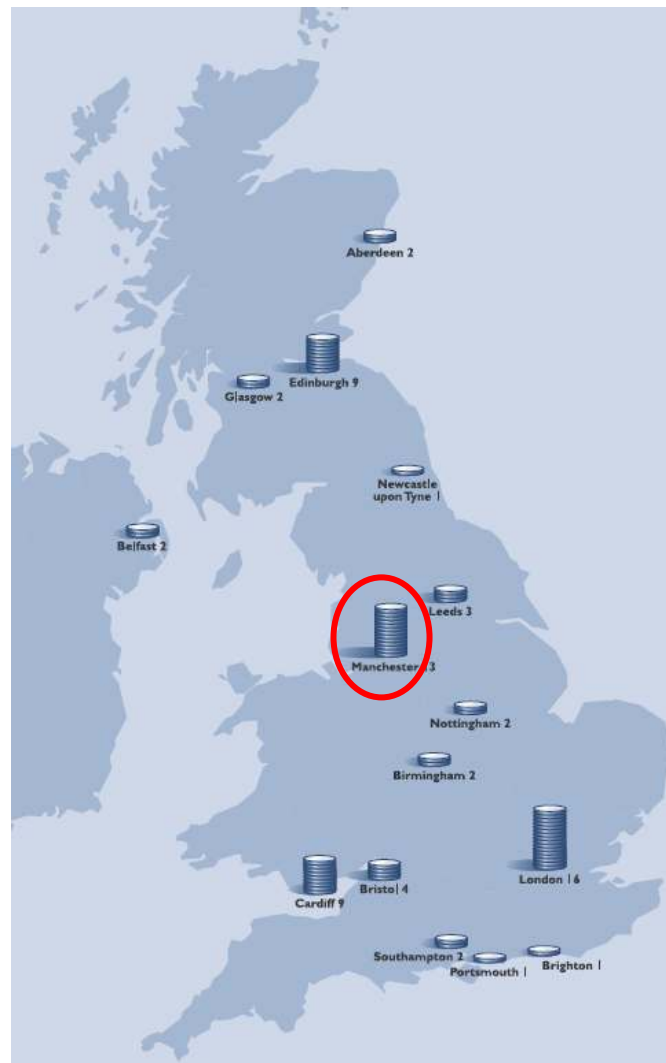 Aberdeen 2
Edinburgh 9
Glasgow 2
Newcastle
upon Tyne 1
Belfast 2
Leeds 3
Manchester 13
Nottingham 2
Birmingham 2
London 16
Bristol 4
Cardiff 9
Southampton 2
Portsmouth 1
Brighton 1